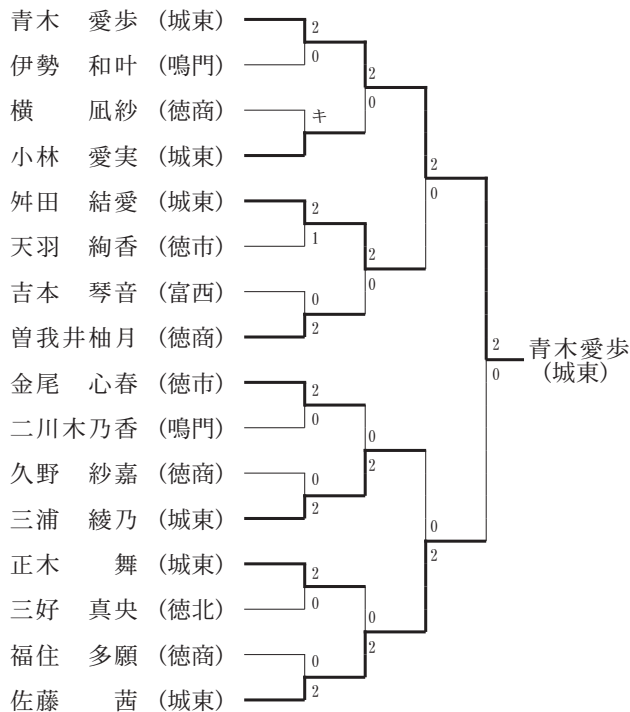 青木 愛歩 (城東)
伊勢 和叶 (鳴門)
横 凪紗 (徳商)
小林 愛実 (城東)
舛田 結愛 (城東)
天羽 絢香 (徳市)
吉本 琴音 (富西)
曽我井柚月 (徳商)
金尾 心春 (徳市)
二川木乃香 (鳴門)
久野 紗嘉 (徳商)
三浦 綾乃 (城東)
正木 舞 (城東)
三好 真央 (徳北)
福住 多願 (徳商)
佐藤 茜 (城東)
2
0
キ
2
1
0
2
2
0
0
2
2
0
0
2
2
0
2
0
0
2
0
2
2
0
0
2
2
0
青木愛歩
(城東)